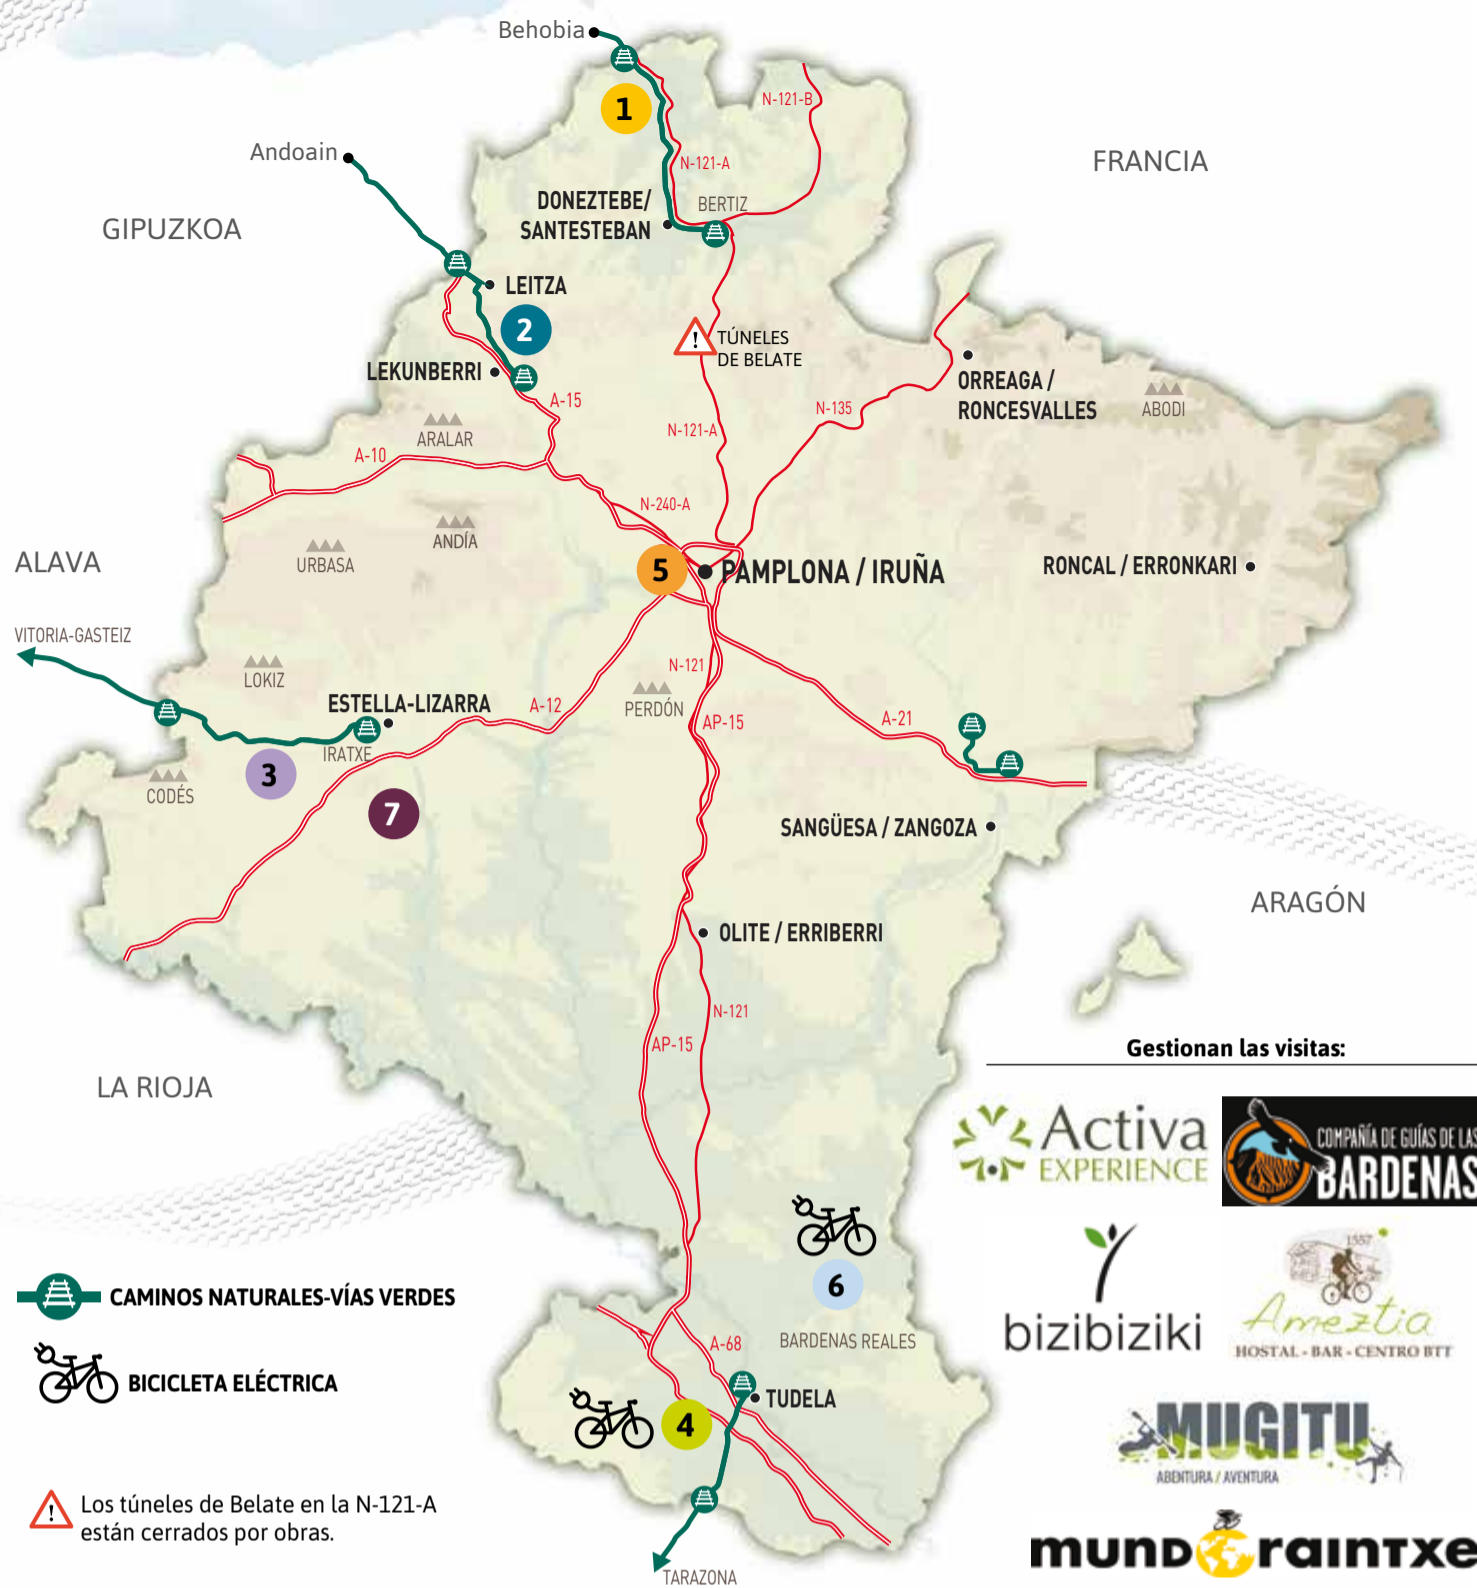 Behobia
1
N-121-B
Andoain
N-121-A
FRANCIA
DONEZTEBE/
SANTESTEBAN
BERTIZ
GIPUZKOA
LEITZA
2
TÚNELES
DE BELATE
LEKUNBERRI
ORREAGA /
RONCESVALLES
ABODI
A-15
N-135
ARALAR
N-121-A
A-10
N-240-A
ANDÍA
URBASA
ALAVA
5
PAMPLONA / IRUÑA
RONCAL / ERRONKARI
VITORIA-GASTEIZ
LOKIZ
N-121
ESTELLA-LIZARRA
A-12
PERDÓN
AP-15
A-21
IRATXE
3
CODÉS
7
SANGÜESA / ZANGOZA
ARAGÓN
OLITE / ERRIBERRI
N-121
AP-15
LA RIOJA
Gestionan las visitas:
Activa
EXPERIENCE
COMPAÑÍA DE GUÍAS DE LAS
BARDENAS
bizibiziki
1557
Ameztia
HOSTAL - BAR - CENTRO BTT
6
BARDENAS REALES
A-68
CAMINOS NATURALES-VÍAS VERDES
BICICLETA ELÉCTRICA
TUDELA
4
MUGITU
ABENTURA / AVENTURA
Los túneles de Belate en la N-121-A
están cerrados por obras.
mundoraintxe
TARAZONA